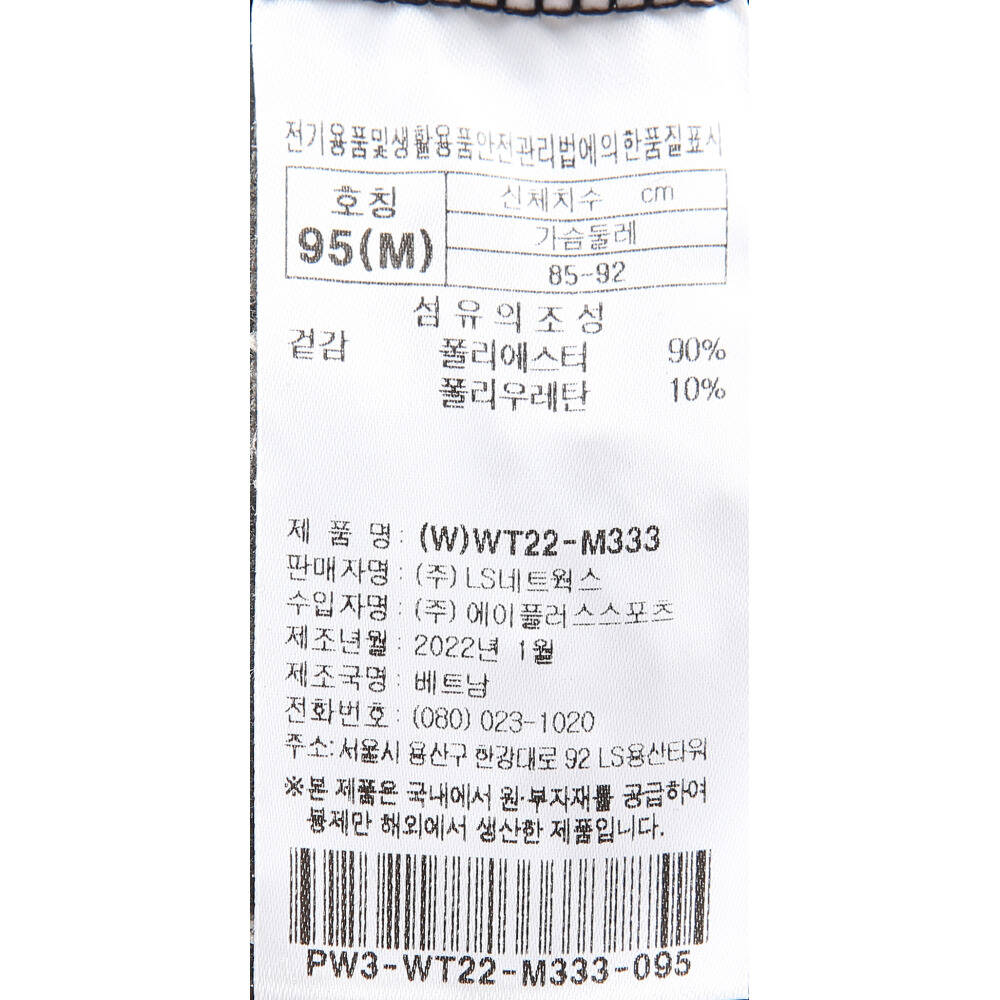 전기용품및생활용품안전관리법에의한품질표시
호칭
95(M)
신체치수 cm
가슴둘레
85-92
섬유의조성
겉감 폴리에스터 90%
폴리우레탄 10%
제 품 명 : (W)WT22-M333
판매자명 : (주) LS네트웍스
수입자명 : (주) 에이플러스스포츠
제조년월 : 2022년 1월
제조국명 : 베트남
전화번호 : (080) 023-1020
주소: 서울시 용산구 한강대로 92 LS용산타워
※본 제품은 국내에서 원·부자재를 공급하여
봉제만 해외에서 생산한 제품입니다.
PW3-WT22-M333-095